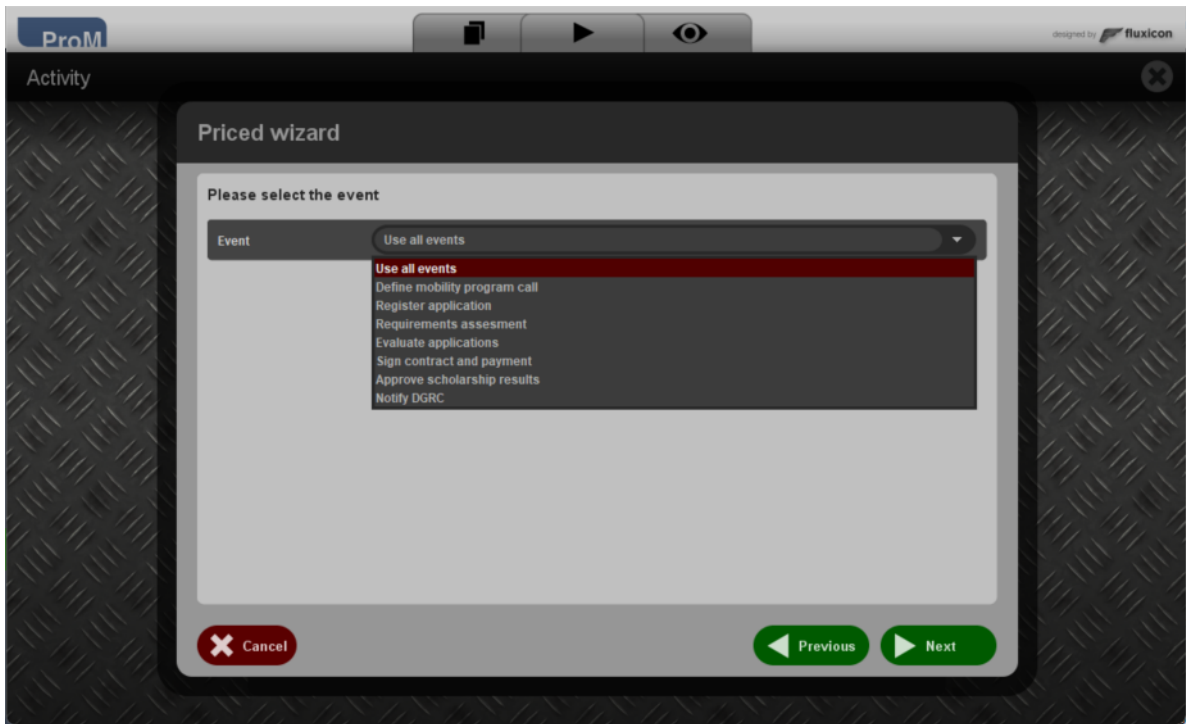 ProM
designed by fluxicon
Activity
Priced wizard
Please select the event
Event
Use all events
Use all events
Define mobility program call
Register application
Requirements assesment
Evaluate applications
Sign contract and payment
Approve scholarship results
Notify DGRC
Cancel
Previous
Next